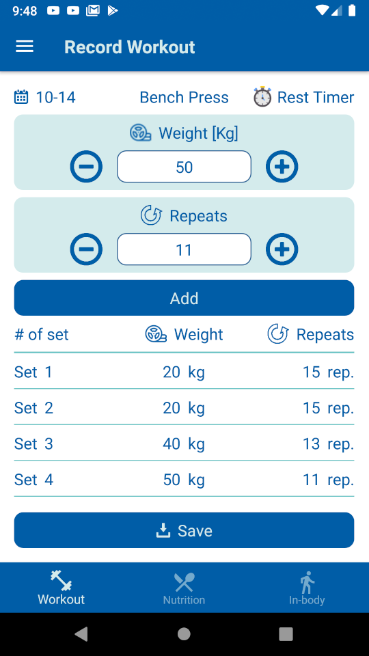 9:48
Record Workout
10-14 Bench Press Rest Timer
Weight [Kg]
50
Repeats
11
Add
# of set Weight Repeats
Set 1 20 kg 15 rep.
Set 2 20 kg 15 rep.
Set 3 40 kg 13 rep.
Set 4 50 kg 11 rep.
Save
Workout Nutrition In-body